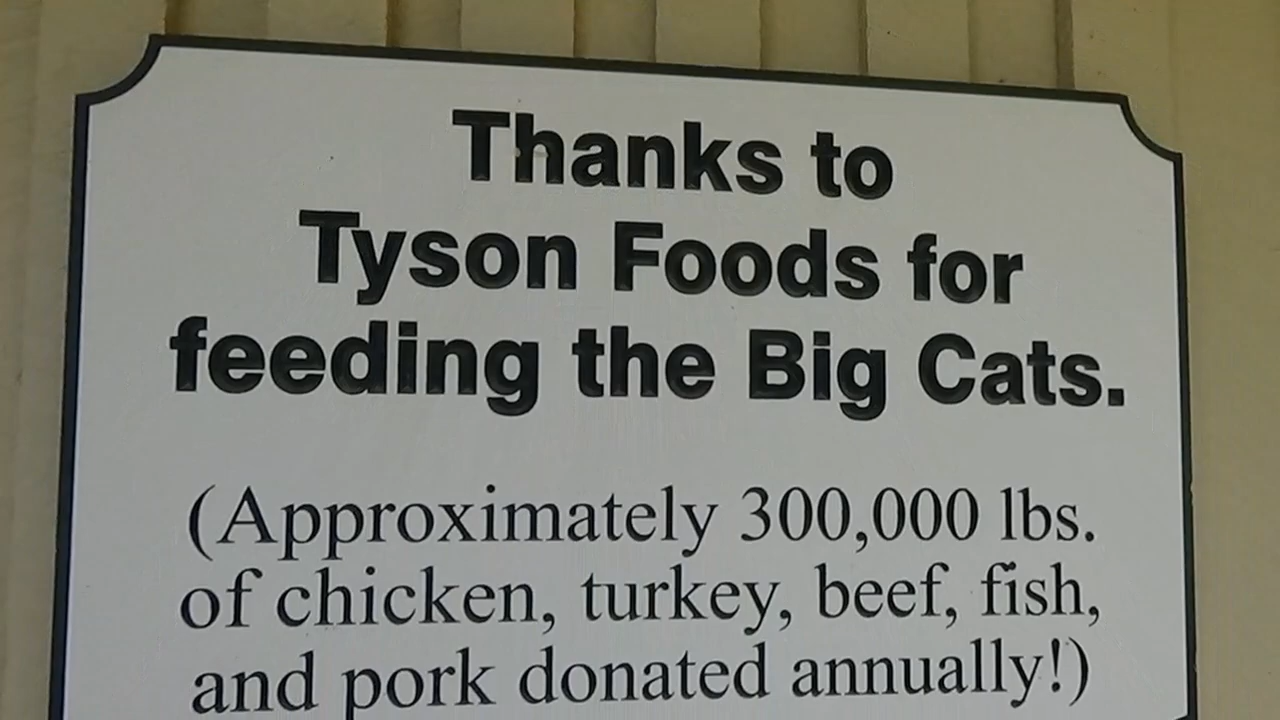 Thanks to
Tyson Foods for
feeding the Big Cats.
(Approximately 300,000 lbs.
of chicken, turkey, beef, fish,
and pork donated annually!)